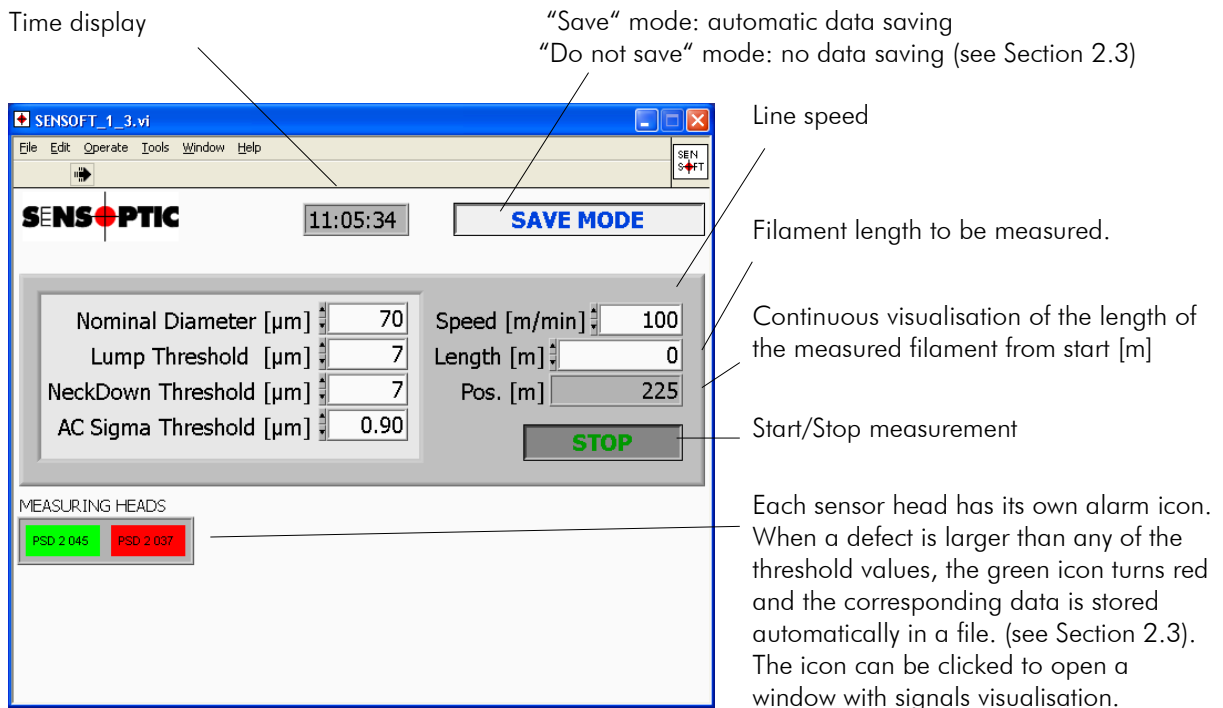 Time display
“Save“ mode: automatic data saving
“Do not save“ mode: no data saving (see Section 2.3)
SENSOFT_1_3.vi
File Edit Operate Tools Window Help
SEN
SOFT
SENSOPTIC
11:05:34
SAVE MODE
Nominal Diameter [µm] 70
Lump Threshold [µm] 7
NeckDown Threshold [µm] 7
AC Sigma Threshold [µm] 0.90
Speed [m/min] 100
Length [m] 0
Pos. [m] 225
STOP
MEASURING HEADS
PSD 2 045 PSD 2 037
Line speed
Filament length to be measured.
Continuous visualisation of the length of
the measured filament from start [m]
Start/Stop measurement
Each sensor head has its own alarm icon.
When a defect is larger than any of the
threshold values, the green icon turns red
and the corresponding data is stored
automatically in a file. (see Section 2.3).
The icon can be clicked to open a
window with signals visualisation.